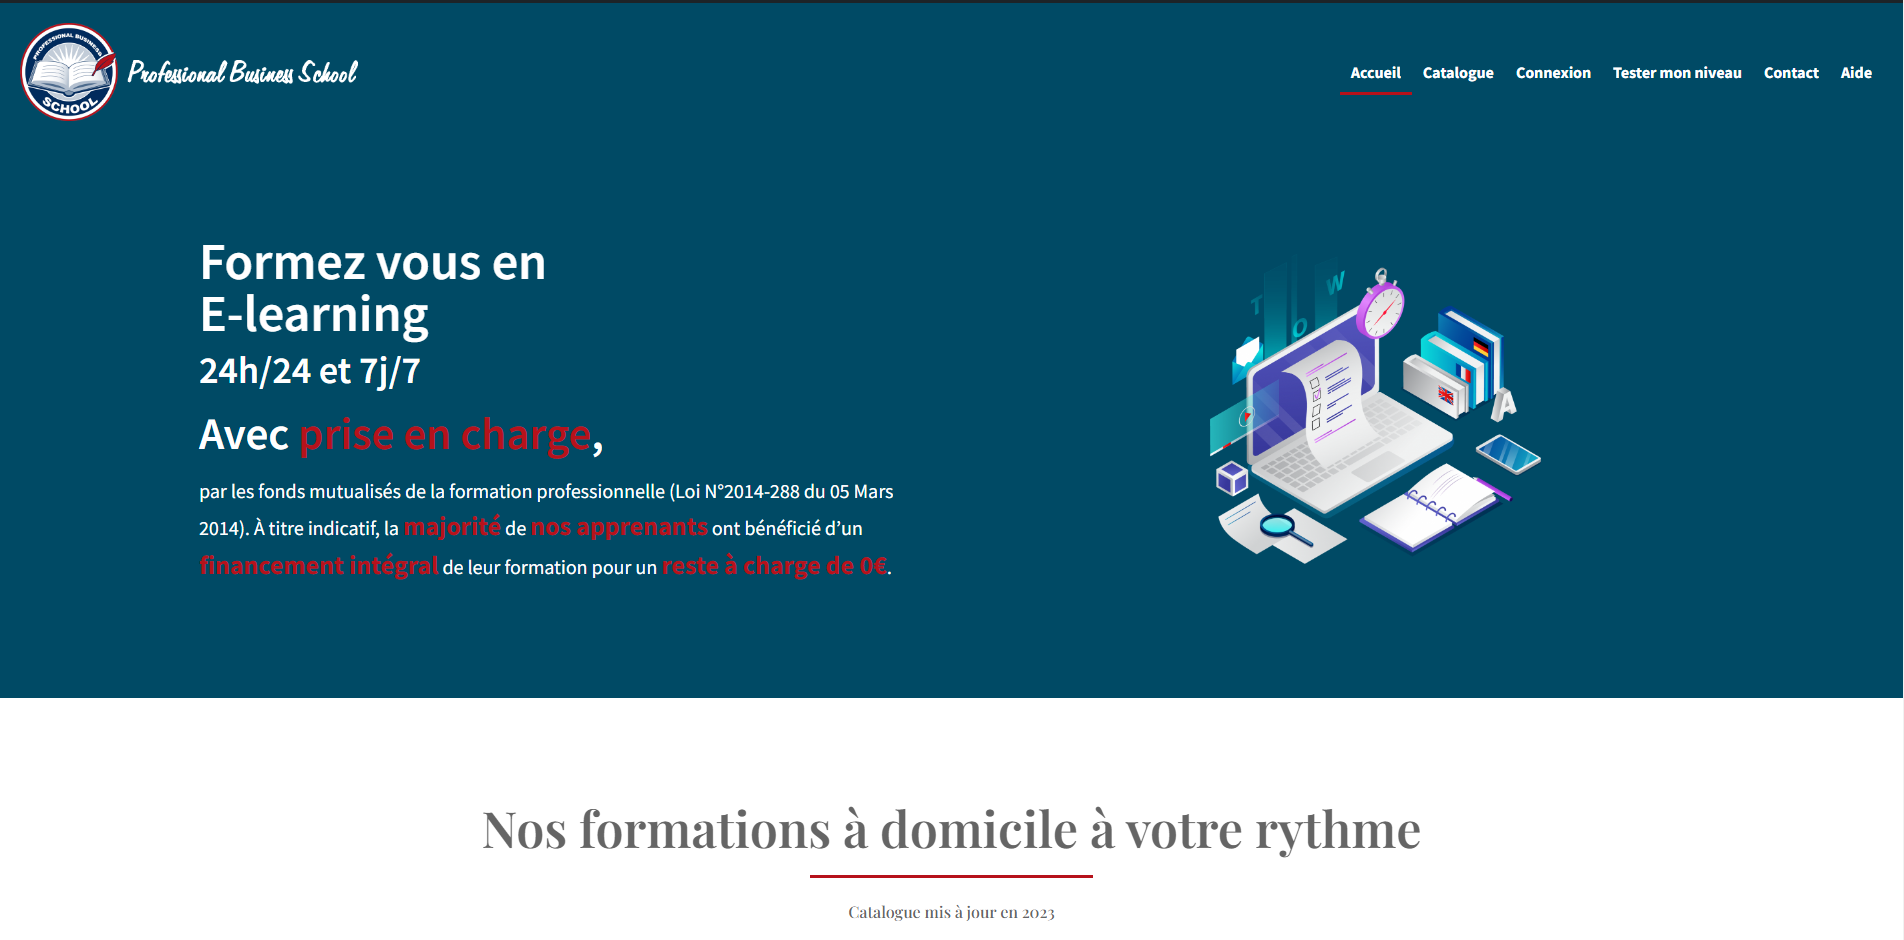 PROFESSIONAL BUSINESS
SCHOOL
Professional Business School
Accueil Catalogue Connexion Tester mon niveau Contact Aide
Formez vous en
E-learning
24h/24 et 7j/7
Avec prise en charge,
par les fonds mutualisés de la formation professionnelle (Loi N°2014-288 du 05 Mars
2014). À titre indicatif, la majorité de nos apprenants ont bénéficié d’un
financement intégral de leur formation pour un reste à charge de 0€.
T
O
W
A
Nos formations à domicile à votre rythme
Catalogue mis à jour en 2023